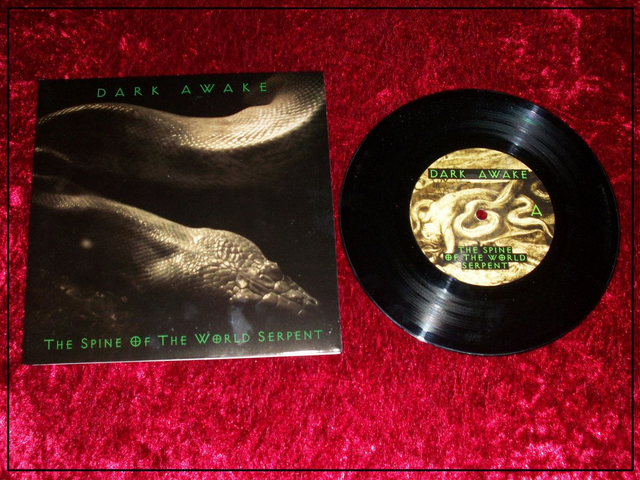 DARK AWAKE
THE SPINE OF THE WORLD SERPENT
DARK AWAKE
A
THE SPINE
OF THE WORLD
SERPENT